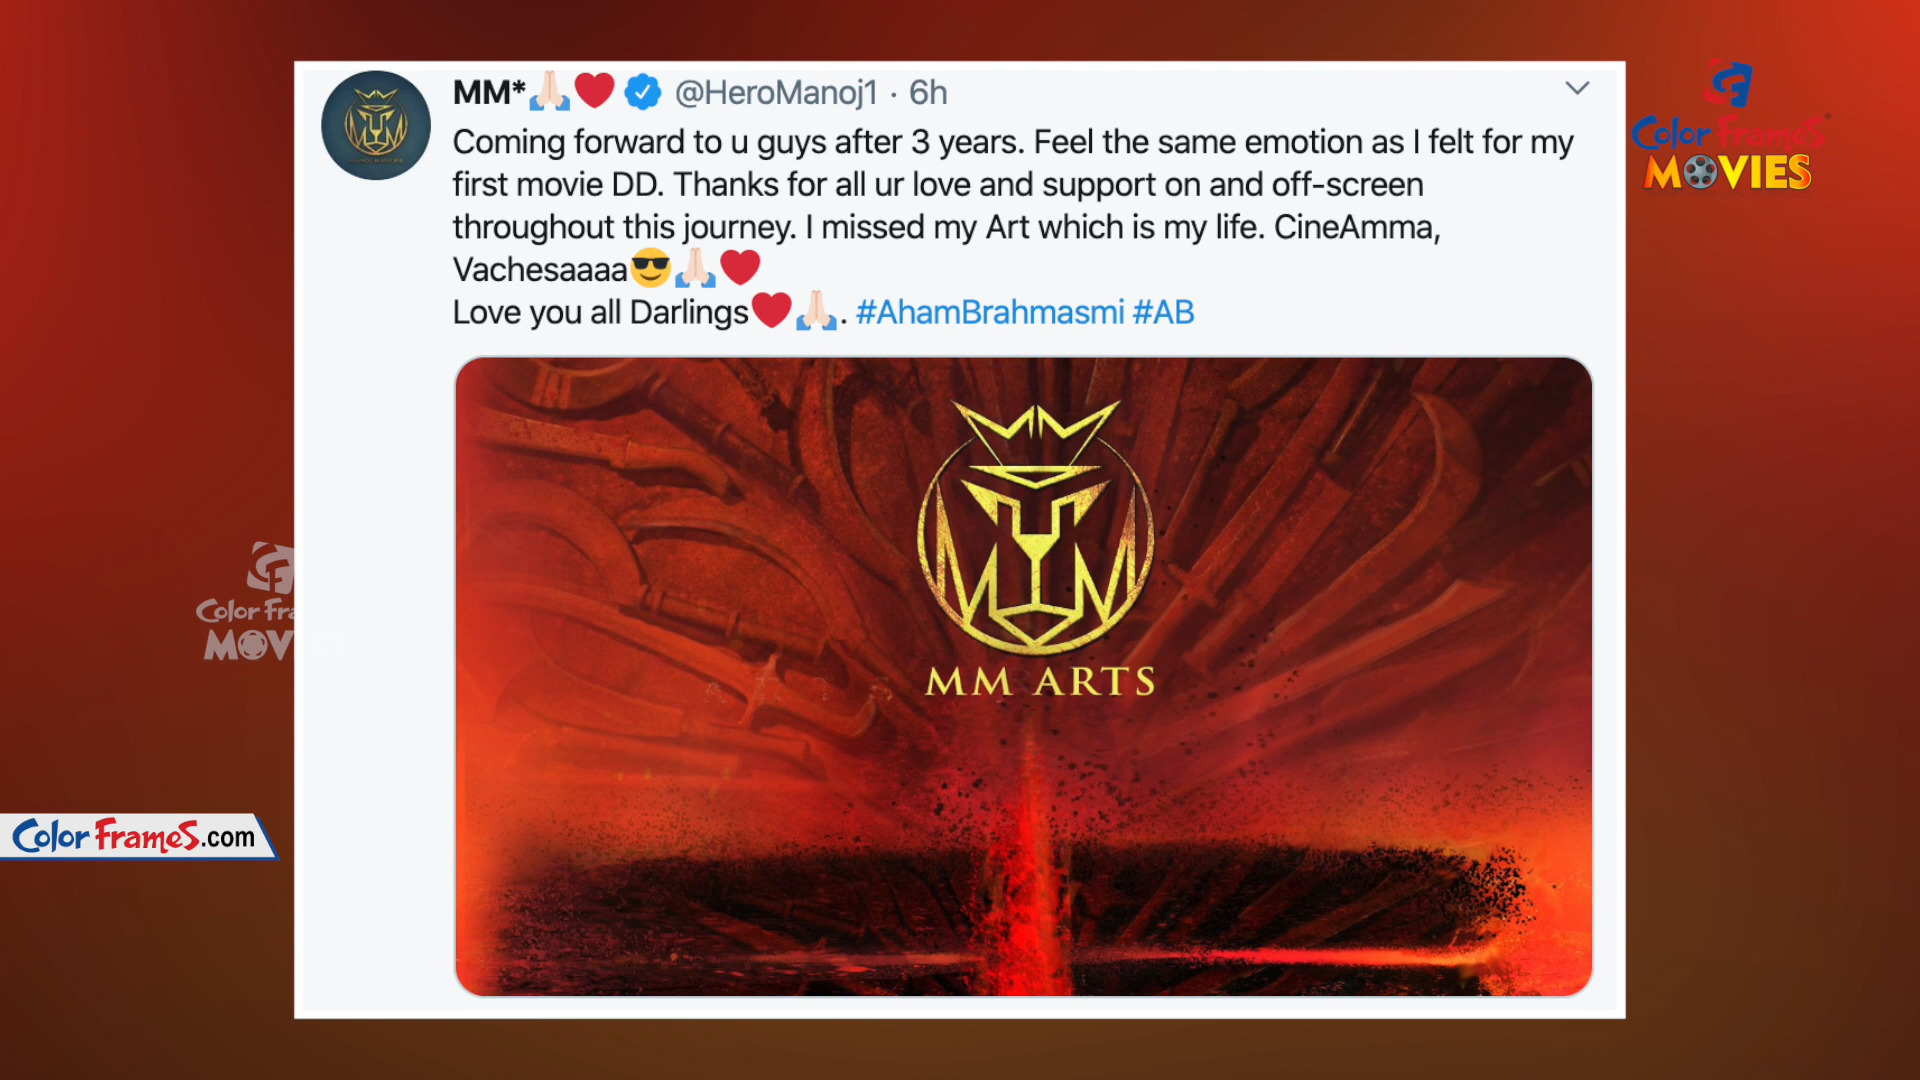 MM*🙏🏻❤️ @HeroManoj1 · 6h
Coming forward to u guys after 3 years. Feel the same emotion as I felt for my
first movie DD. Thanks for all ur love and support on and off-screen
throughout this journey. I missed my Art which is my life. CineAmma,
Vachesaaaa😎🙏🏻❤️
Love you all Darlings❤️🙏🏻. #AhamBrahmasmi #AB
MM ARTS
Color Frames
MOVIES
Color Fra
MOV
Color Frames.com